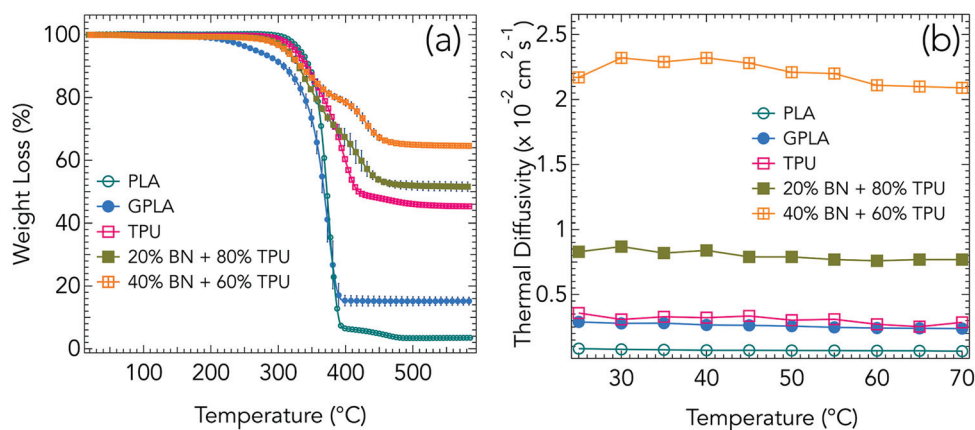 (a)
Weight Loss (%)
100
80
60
40
20
0
PLA
GPLA
TPU
20% BN + 80% TPU
40% BN + 60% TPU
100
200
300
400
500
Temperature (°C)
(b)
Thermal Diffusivity (x 10⁻² cm² s⁻¹)
2.5
2
1.5
1
0.5
PLA
GPLA
TPU
20% BN + 80% TPU
40% BN + 60% TPU
30
40
50
60
70
Temperature (°C)